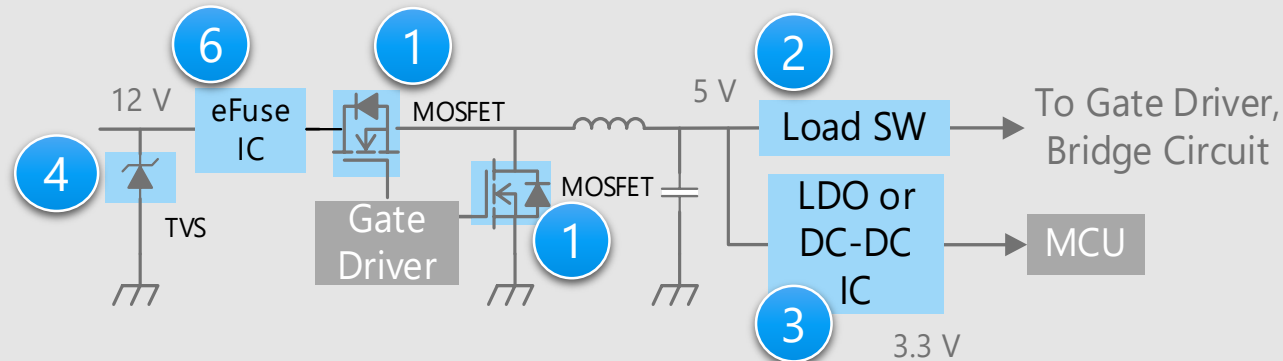 6
1
2
12 V
eFuse
IC
MOSFET
5 V
Load SW
To Gate Driver,
Bridge Circuit
4
TVS
Gate
Driver
MOSFET
1
LDO or
DC-DC
IC
MCU
3
3.3 V